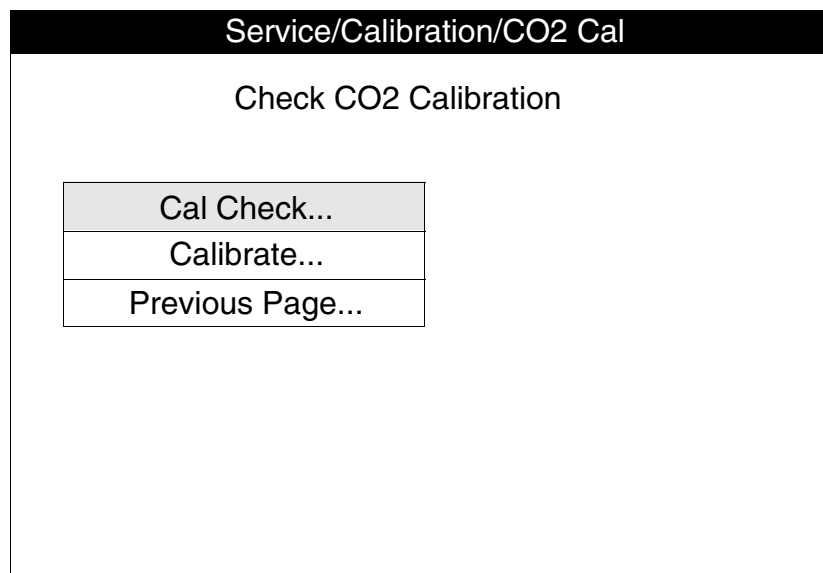 Service/Calibration/CO2 Cal
Check CO2 Calibration
Cal Check...
Calibrate...
Previous Page...